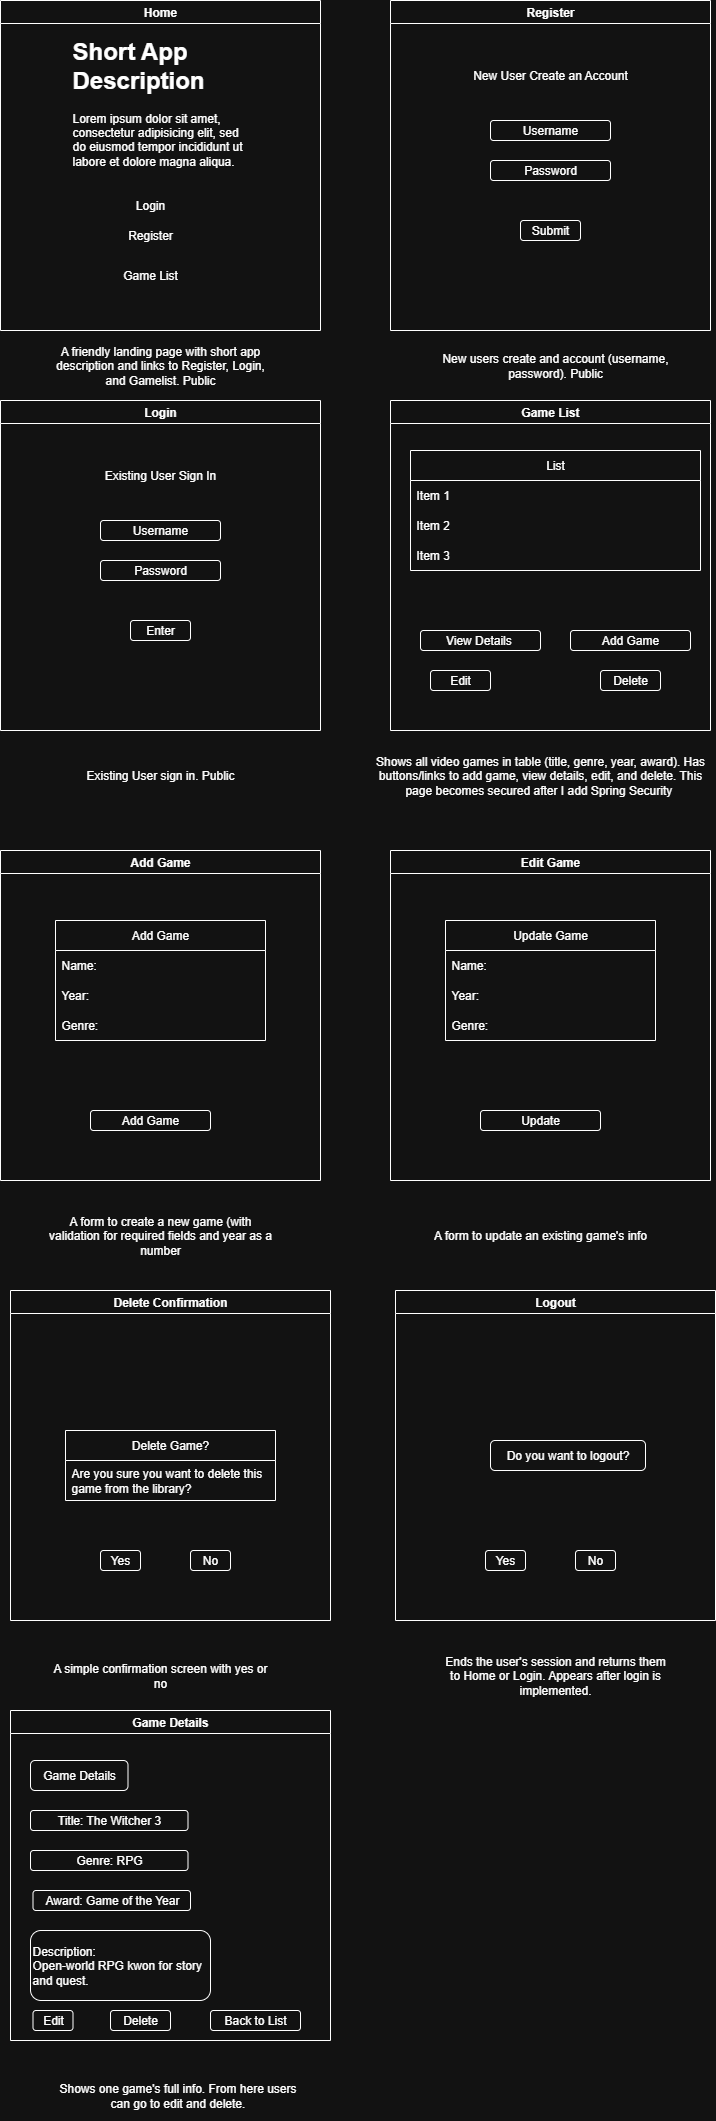 Home
Short App
Description
Lorem ipsum dolor sit amet,
consectetur adipisicing elit, sed
do eiusmod tempor incididunt ut
labore et dolore magna aliqua.
Login
Register
Game List
A friendly landing page with short app
description and links to Register, Login,
and Gamelist. Public
Register
New User Create an Account
Username
Password
Submit
New users create and account (username,
password). Public
Login
Existing User Sign In
Username
Password
Enter
Existing User sign in. Public
Game List
List
Item 1
Item 2
Item 3
View Details
Add Game
Edit
Delete
Shows all video games in table (title, genre, year, award). Has
buttons/links to add game, view details, edit, and delete. This
page becomes secured after I add Spring Security
Add Game
Add Game
Name:
Year:
Genre:
Add Game
A form to create a new game (with
validation for required fields and year as a
number
Edit Game
Update Game
Name:
Year:
Genre:
Update
A form to update an existing game's info
Delete Confirmation
Delete Game?
Are you sure you want to delete this
game from the library?
Yes
No
A simple confirmation screen with yes or
no
Logout
Do you want to logout?
Yes
No
Ends the user's session and returns them
to Home or Login. Appears after login is
implemented.
Game Details
Game Details
Title: The Witcher 3
Genre: RPG
Award: Game of the Year
Description:
Open-world RPG kwon for story
and quest.
Edit
Delete
Back to List
Shows one game's full info. From here users
can go to edit and delete.